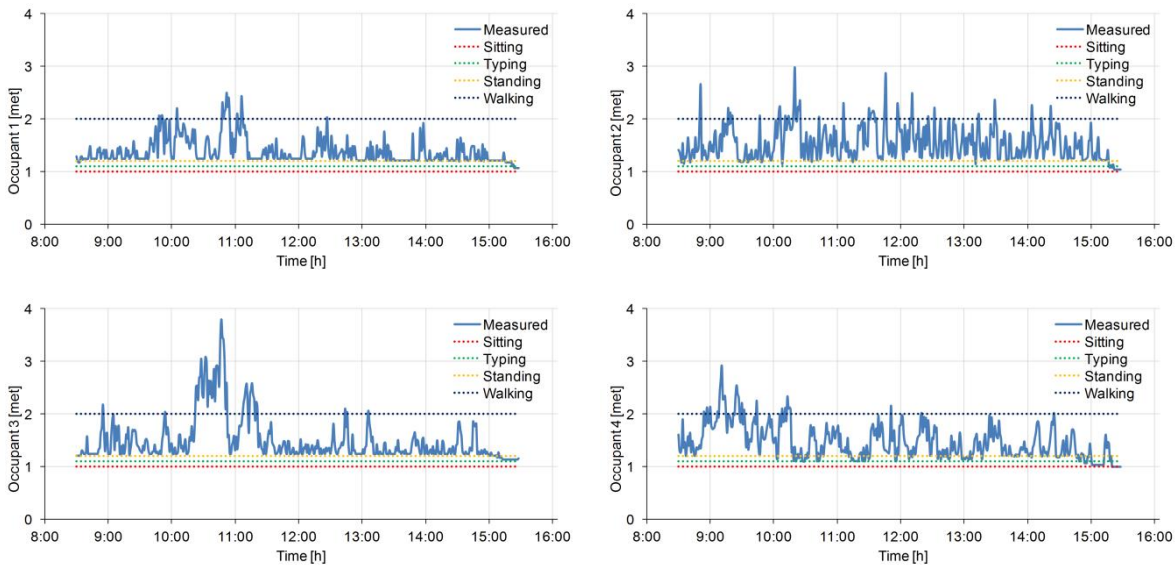 Occupant 1 [met]
4
3
2
1
0
Measured
Sitting
Typing
Standing
Walking
8:00 9:00 10:00 11:00 12:00 13:00 14:00 15:00 16:00
Time [h]
Occupant 2 [met]
4
3
2
1
0
Measured
Sitting
Typing
Standing
Walking
8:00 9:00 10:00 11:00 12:00 13:00 14:00 15:00 16:00
Time [h]
Occupant 3 [met]
4
3
2
1
0
Measured
Sitting
Typing
Standing
Walking
8:00 9:00 10:00 11:00 12:00 13:00 14:00 15:00 16:00
Time [h]
Occupant 4 [met]
4
3
2
1
0
Measured
Sitting
Typing
Standing
Walking
8:00 9:00 10:00 11:00 12:00 13:00 14:00 15:00 16:00
Time [h]